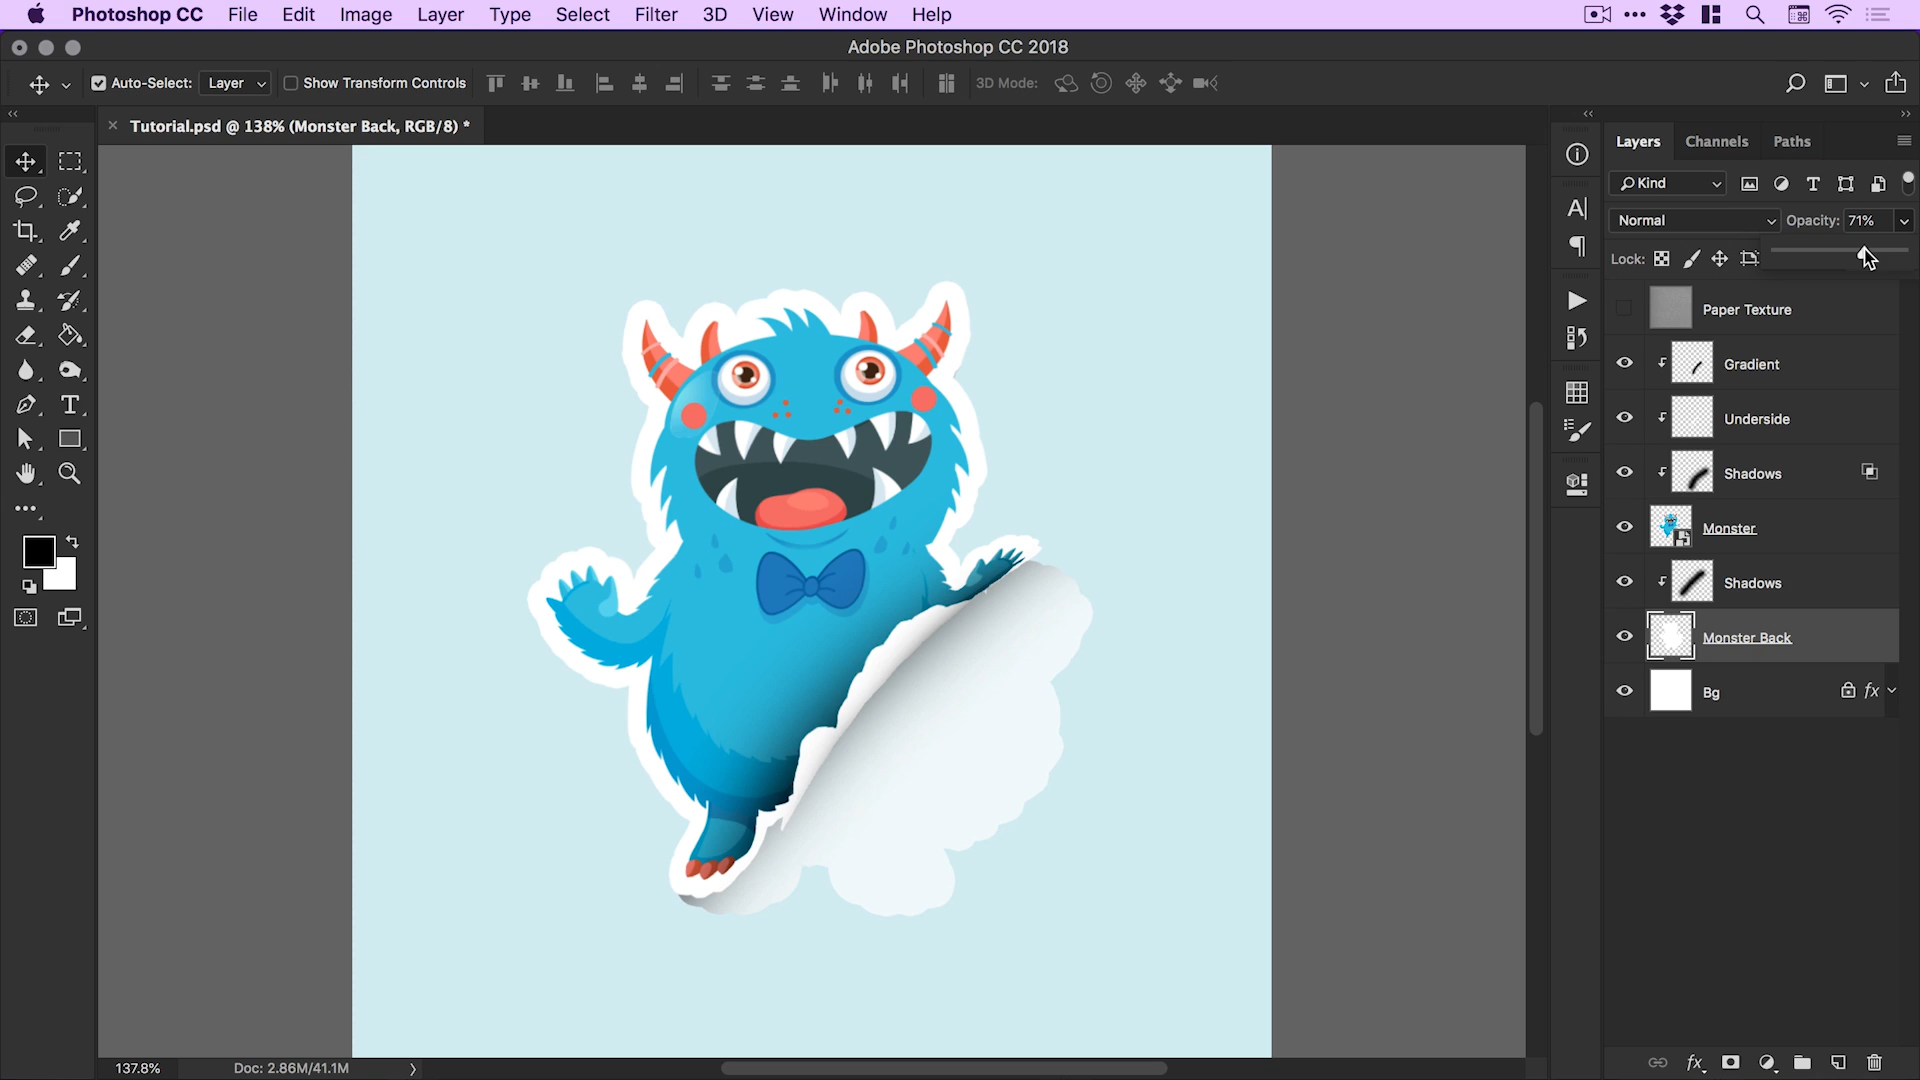 Photoshop CC File Edit Image Layer Type Select Filter 3D View Window Help
Adobe Photoshop CC 2018
Auto-Select: Layer Show Transform Controls 3D Mode:
Tutorial.psd @ 138% (Monster Back, RGB/8) *
Layers Channels Paths
Kind
Normal Opacity: 71%
Lock:
Paper Texture
Gradient
Underside
Shadows
Monster
Shadows
Monster Back
Bg fx
137.8% Doc: 2.86M/41.1M
fx